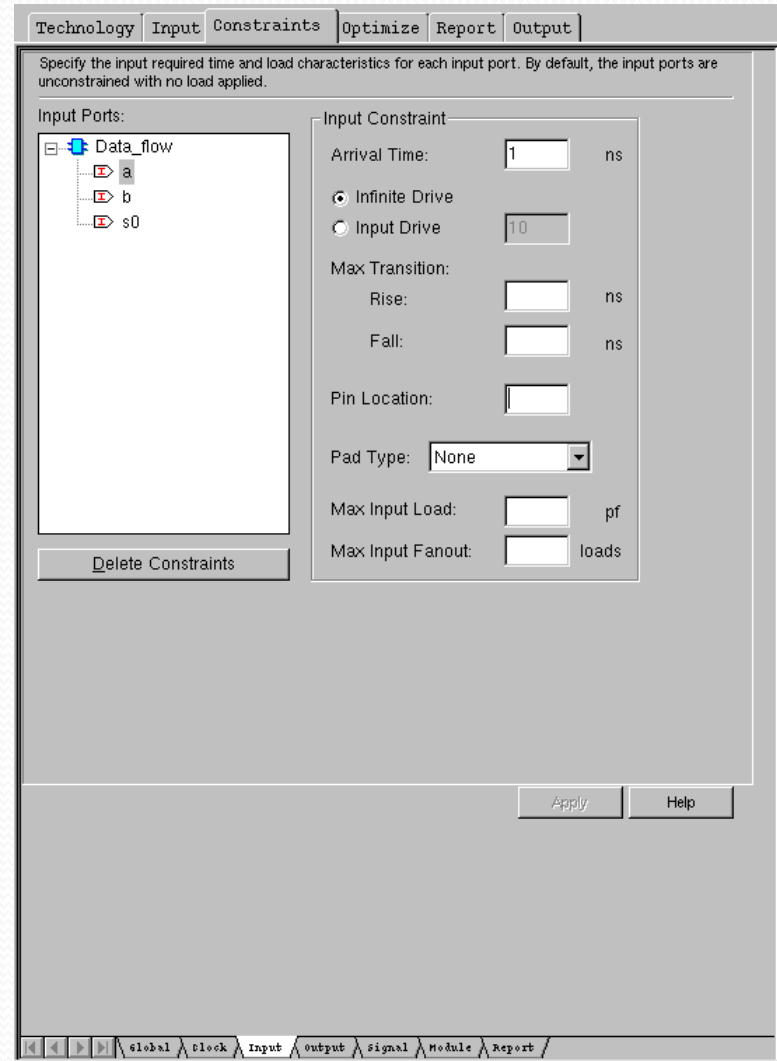 Technology Input Constraints Optimize Report Output
Specify the input required time and load characteristics for each input port. By default, the input ports are
unconstrained with no load applied.
Input Ports:
Data_flow
a
b
s0
Delete Constraints
Input Constraint
Arrival Time: 1 ns
Infinite Drive
Input Drive 10
Max Transition:
Rise: ns
Fall: ns
Pin Location:
Pad Type: None
Max Input Load: pf
Max Input Fanout: loads
Apply Help
Global Clock Input Output Signal Module Report